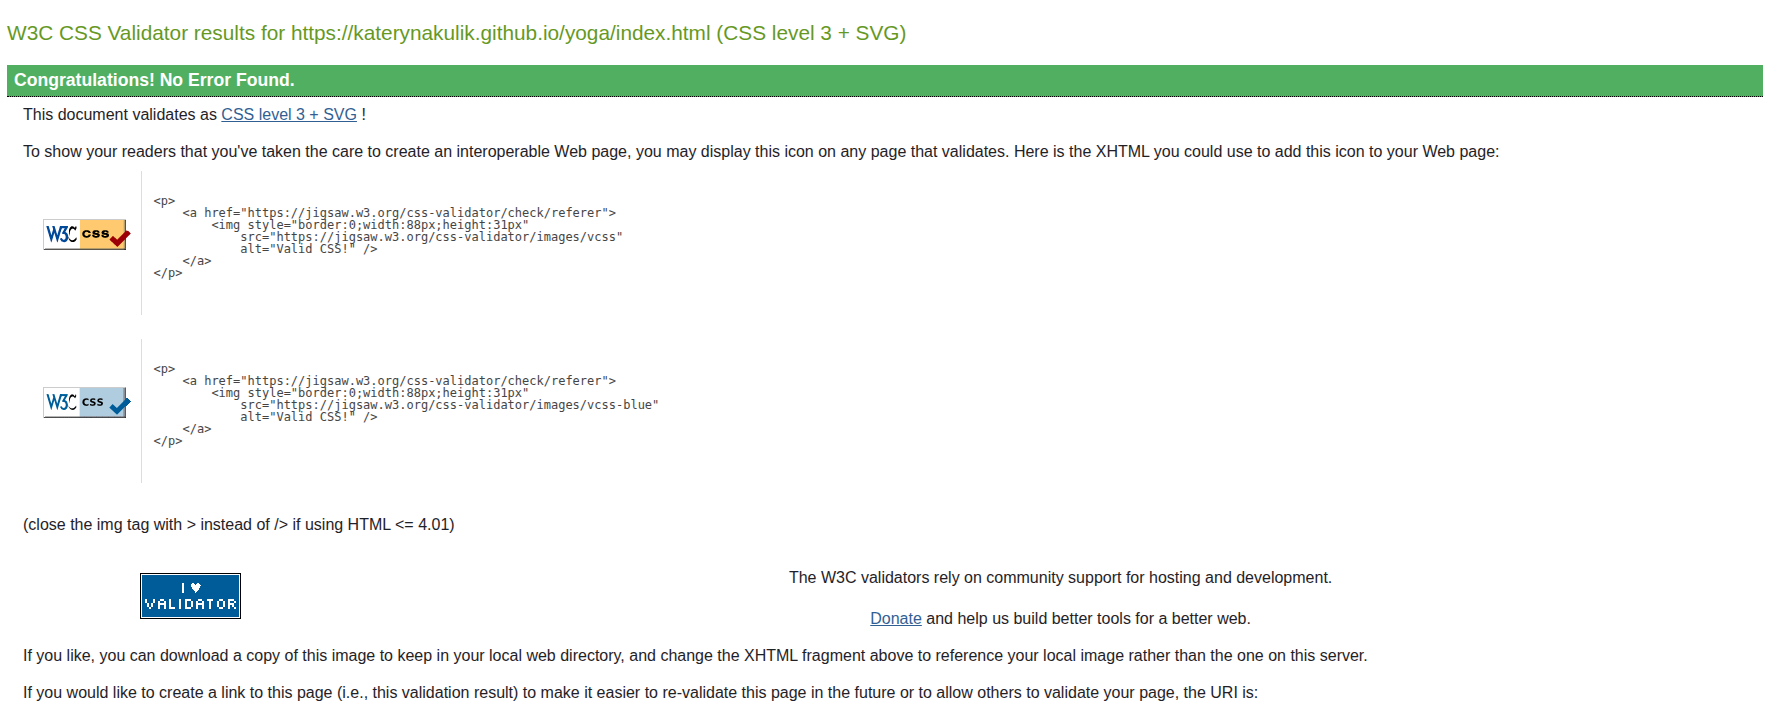 W3C CSS Validator results for https://katerynakulik.github.io/yoga/index.html (CSS level 3 + SVG)
Congratulations! No Error Found.
This document validates as CSS level 3 + SVG !
To show your readers that you've taken the care to create an interoperable Web page, you may display this icon on any page that validates. Here is the XHTML you could use to add this icon to your Web page:
W3C css
<p>
    <a href="https://jigsaw.w3.org/css-validator/check/referer">
        <img style="border:0;width:88px;height:31px"
            src="https://jigsaw.w3.org/css-validator/images/vcss"
            alt="Valid CSS!" />
    </a>
</p>
W3C css
<p>
    <a href="https://jigsaw.w3.org/css-validator/check/referer">
        <img style="border:0;width:88px;height:31px"
            src="https://jigsaw.w3.org/css-validator/images/vcss-blue"
            alt="Valid CSS!" />
    </a>
</p>
(close the img tag with > instead of /> if using HTML <= 4.01)
I ♥
VALIDATOR
The W3C validators rely on community support for hosting and development.
Donate and help us build better tools for a better web.
If you like, you can download a copy of this image to keep in your local web directory, and change the XHTML fragment above to reference your local image rather than the one on this server.
If you would like to create a link to this page (i.e., this validation result) to make it easier to re-validate this page in the future or to allow others to validate your page, the URI is: